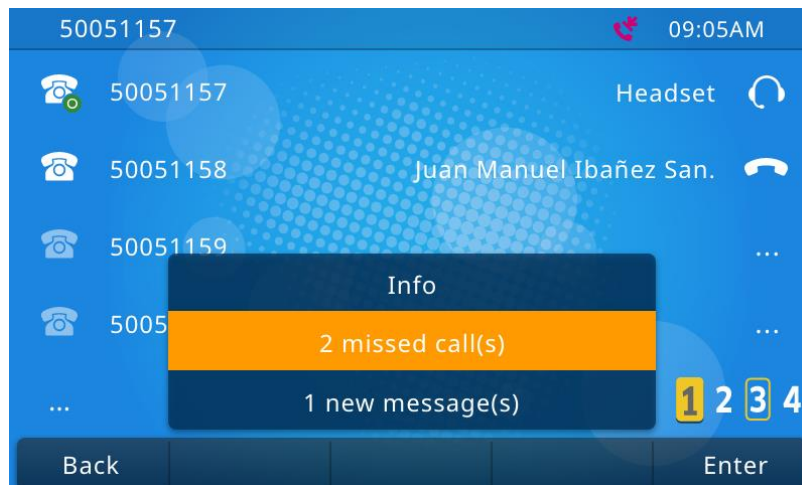 50051157 09:05AM
50051157 Headset
50051158 Juan Manuel Ibañez San.
50051159 ...
Info
5005 ...
2 missed call(s)
... 1 new message(s) 1 2 3 4
Back Enter